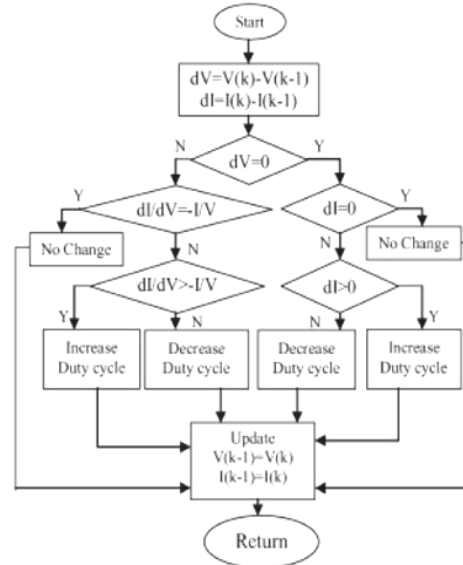 Start
dV=V(k)-V(k-1)
dI=I(k)-I(k-1)
N
dV=0
Y
Y
dI/dV=-I/V
dI=0
Y
No Change
N
N
No Change
dI/dV>-I/V
dI>0
Y
N
N
Y
Increase
Duty cycle
Decrease
Duty cycle
Decrease
Duty cycle
Increase
Duty cycle
Update
V(k-1)=V(k)
I(k-1)=I(k)
Return